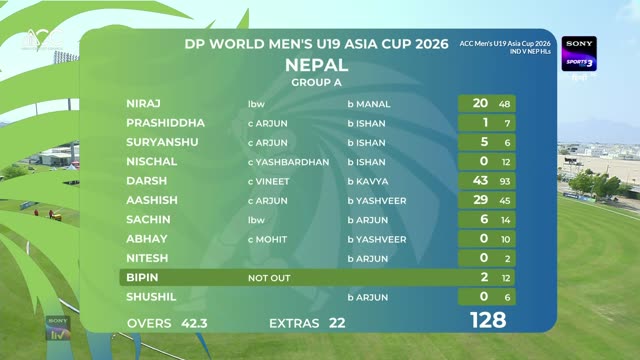 DP WORLD MEN'S U19 ASIA CUP 2026
NEPAL
GROUP A
ACC Men's U19 Asia Cup 2026
IND V NEP HLs
SONY
SPORTS
3
NIRAJ lbw b MANAL 20 48
PRASHIDDHA c ARJUN b ISHAN 1 7
SURYANSHU c ARJUN b ISHAN 5 6
NISCHAL c YASHBARDHAN b ISHAN 0 12
DARSH c VINEET b KAVYA 43 93
AASHISH c ARJUN b YASHVEER 29 45
SACHIN lbw b ARJUN 6 14
ABHAY c MOHIT b YASHVEER 0 10
NITESH b ARJUN 0 2
BIPIN NOT OUT 2 12
SHUSHIL b ARJUN 0 6
OVERS 42.3 EXTRAS 22 128
SONY
liv